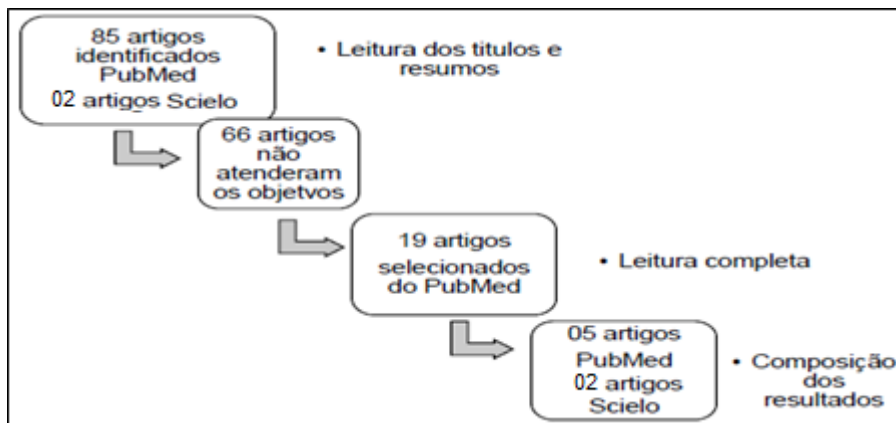 85 artigos
identificados
PubMed
02 artigos Scielo
• Leitura dos titulos e
resumos
66 artigos
não
atenderam
os objetvos
19 artigos
selecionados
do PubMed
• Leitura completa
05 artigos
PubMed
02 artigos
Scielo
• Composição
dos
resultados